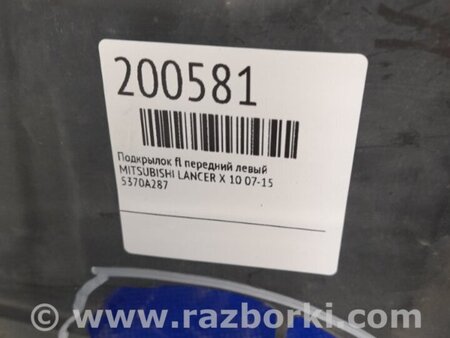 200581
Подкрылок fl передний левый
MITSUBISHI LANCER X 10 07-15
5370A287
www.razborki.com